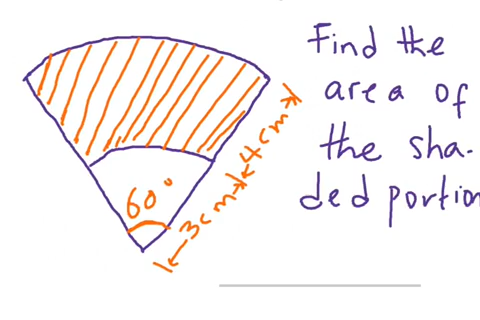 Find the
area of
the sha-
ded portion
60°
3cm
4cm